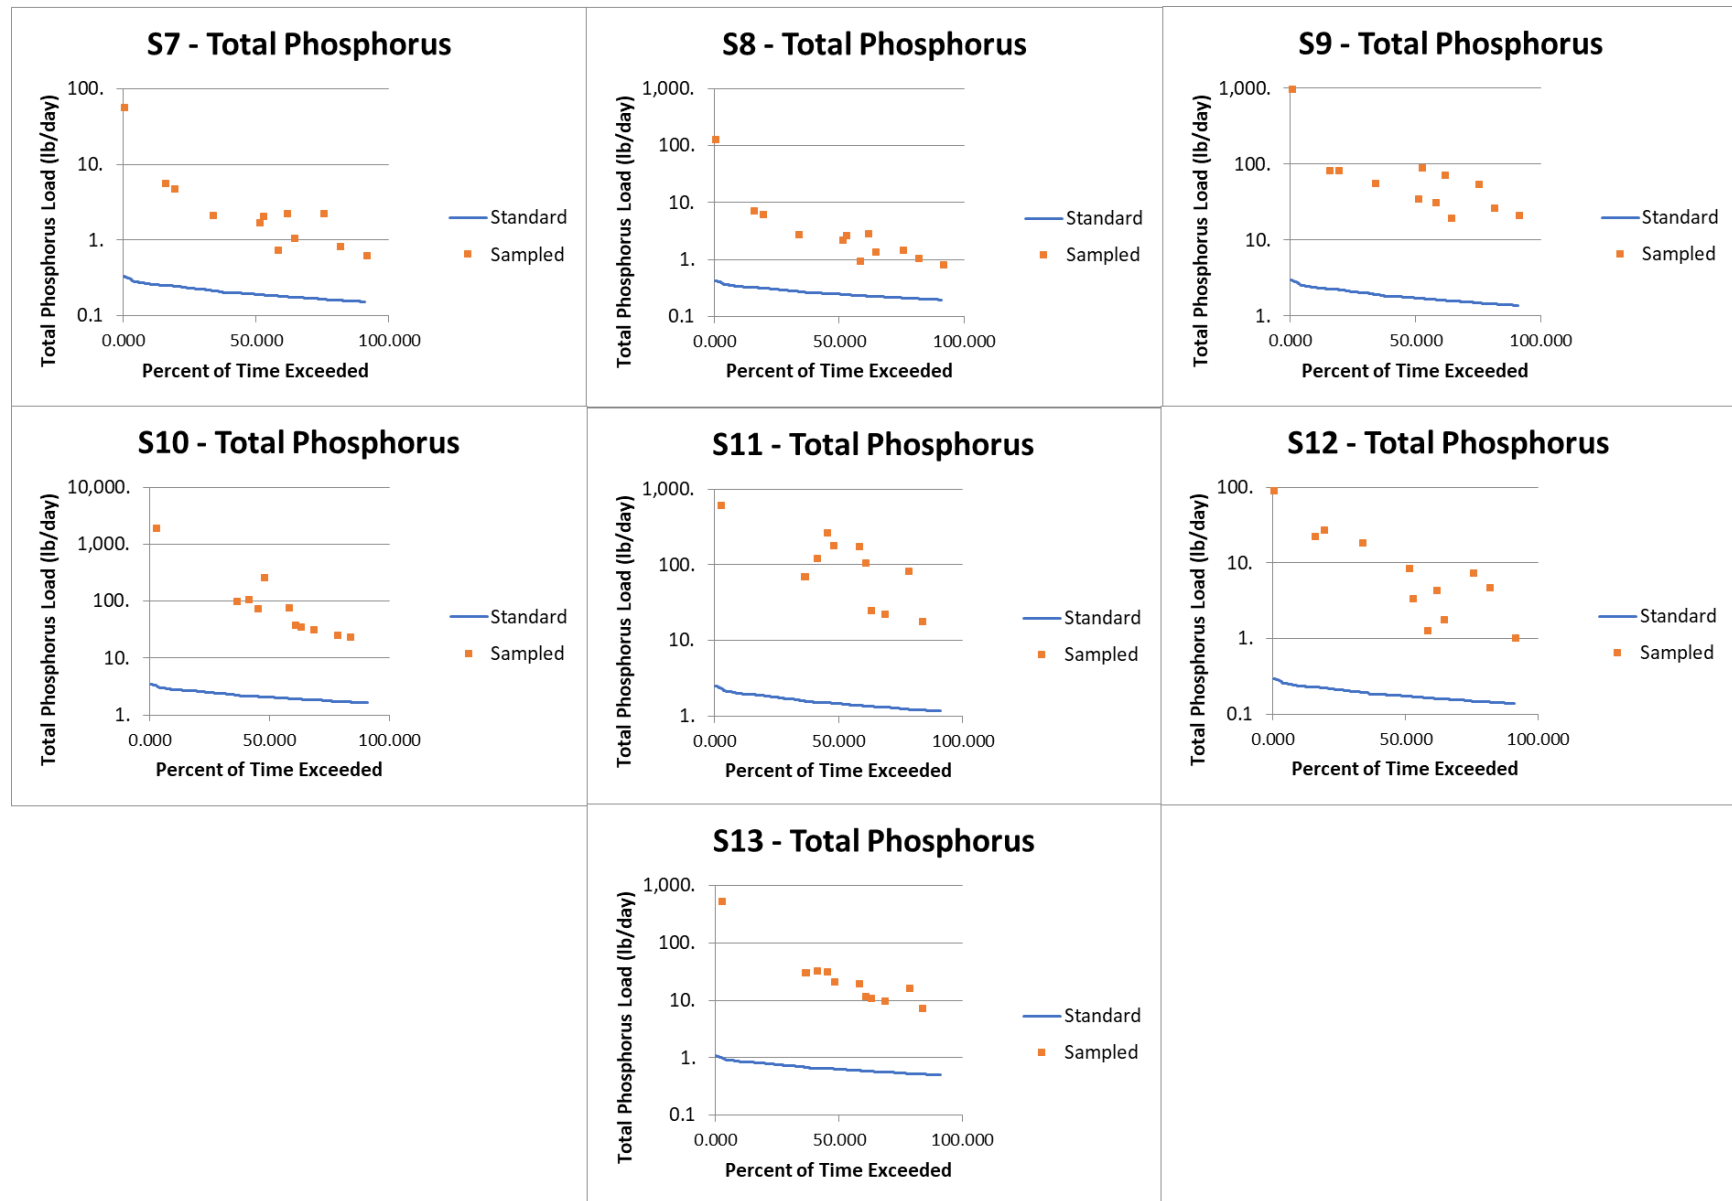 S7 - Total Phosphorus
Total Phosphorus Load (lb/day)
100.
10.
1.
0.1
0.000 50.000 100.000
Percent of Time Exceeded
Standard
Sampled
S8 - Total Phosphorus
Total Phosphorus Load (lb/day)
1,000.
100.
10.
1.
0.1
0.000 50.000 100.000
Percent of Time Exceeded
Standard
Sampled
S9 - Total Phosphorus
Total Phosphorus Load (lb/day)
1,000.
100.
10.
1.
0.000 50.000 100.000
Percent of Time Exceeded
Standard
Sampled
S10 - Total Phosphorus
Total Phosphorus Load (lb/day)
10,000.
1,000.
100.
10.
1.
0.000 50.000 100.000
Percent of Time Exceeded
Standard
Sampled
S11 - Total Phosphorus
Total Phosphorus Load (lb/day)
1,000.
100.
10.
1.
0.000 50.000 100.000
Percent of Time Exceeded
Standard
Sampled
S12 - Total Phosphorus
Total Phosphorus Load (lb/day)
100.
10.
1.
0.1
0.000 50.000 100.000
Percent of Time Exceeded
Standard
Sampled
S13 - Total Phosphorus
Total Phosphorus Load (lb/day)
1,000.
100.
10.
1.
0.1
0.000 50.000 100.000
Percent of Time Exceeded
Standard
Sampled